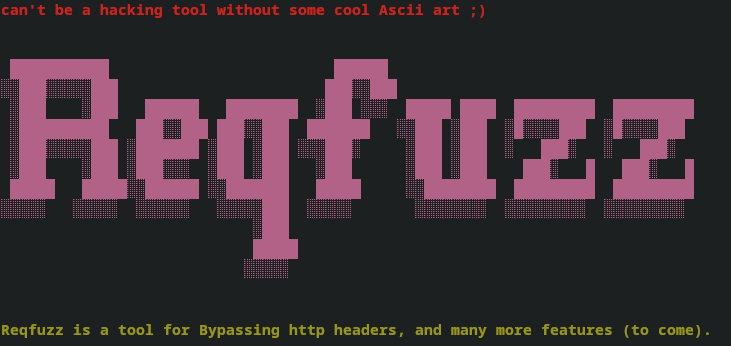 can't be a hacking tool without some cool Ascii art ;)
Reqfuzz
Reqfuzz is a tool for Bypassing http headers, and many more features (to come).